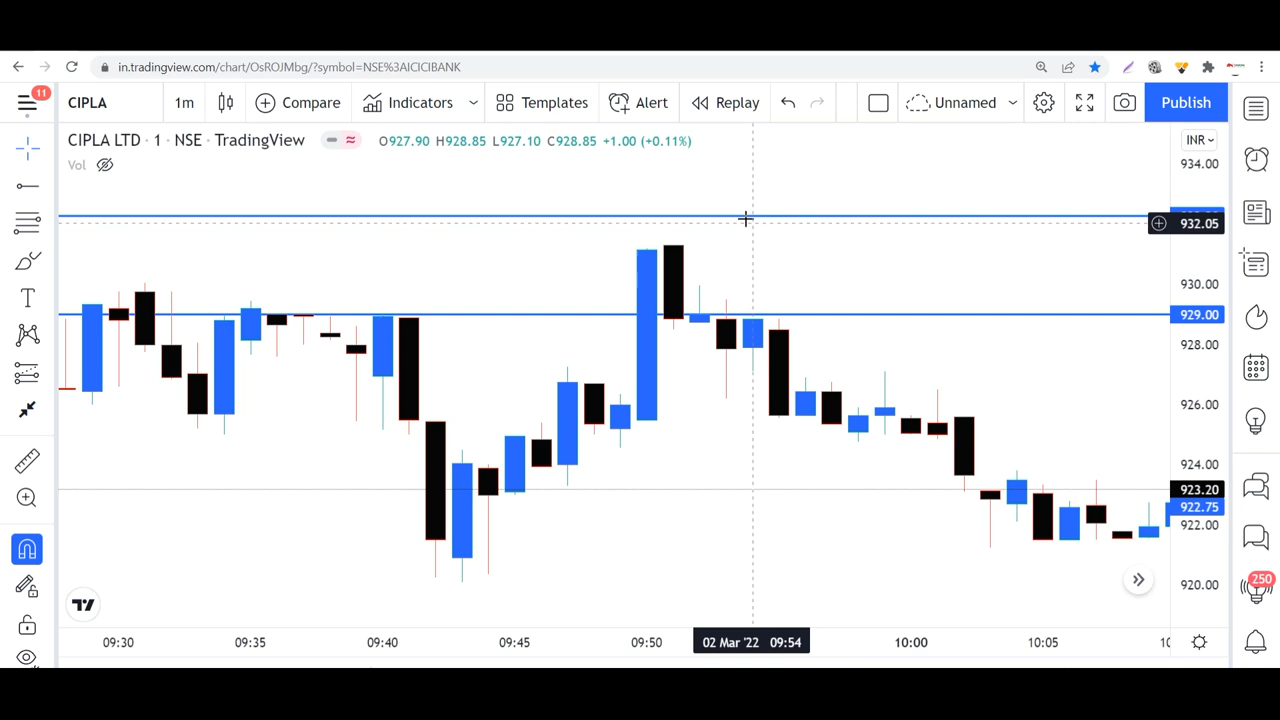 in.tradingview.com/chart/OsROJMbg/?symbol=NSE%3AICICIBANK
11
CIPLA
1m
Compare
Indicators
Templates
Alert
Replay
Unnamed
Publish
CIPLA LTD · 1 · NSE · TradingView
O927.90 H928.85 L927.10 C928.85 +1.00 (+0.11%)
INR
Vol
934.00
932.05
930.00
929.00
928.00
926.00
924.00
923.20
922.75
922.00
920.00
250
09:30
09:35
09:40
09:45
09:50
02 Mar '22 09:54
10:00
10:05